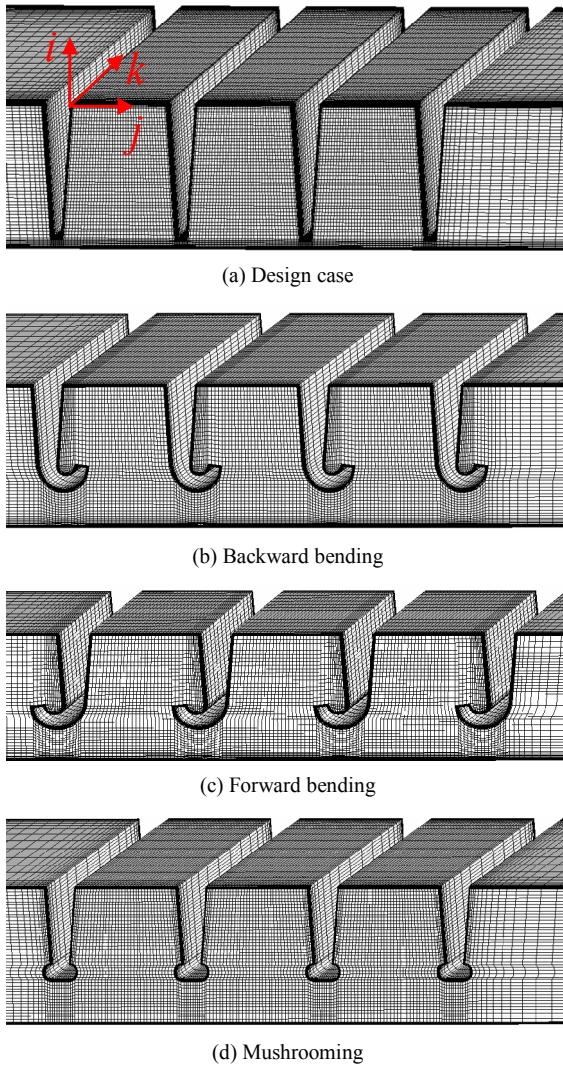 i
k
j
(a) Design case
(b) Backward bending
(c) Forward bending
(d) Mushrooming